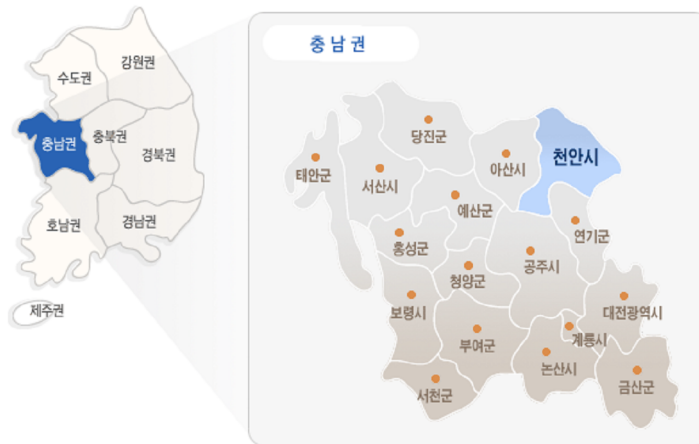 강원권
수도권
충남권
충북권
경북권
호남권
경남권
제주권
충남권
당진군
태안군
서산시
아산시
천안시
예산군
홍성군
연기군
청양군
공주시
보령시
대전광역시
부여군
계룡시
논산시
서천군
금산군